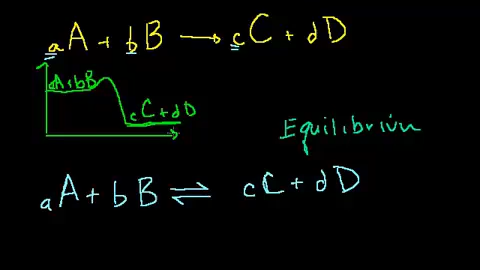 aA + bB → cC + dD
aA+bB
cC+dD
Equilibrium
aA + bB ⇌ cC + dD